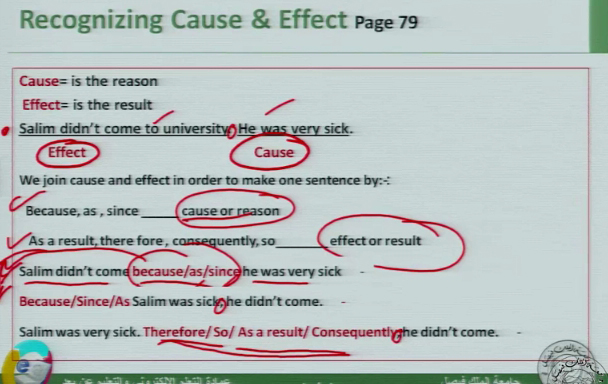 Recognizing Cause & Effect Page 79
Cause= is the reason
Effect= is the result
Salim didn't come to university. He was very sick.
Effect Cause
We join cause and effect in order to make one sentence by:-:
Because, as , since ______ cause or reason
As a result, there fore , consequently, so______ effect or result
Salim didn't come because/as/since he was very sick -
Because/Since/As Salim was sick, he didn't come. -
Salim was very sick. Therefore/ So/ As a result/ Consequently, he didn't come. -